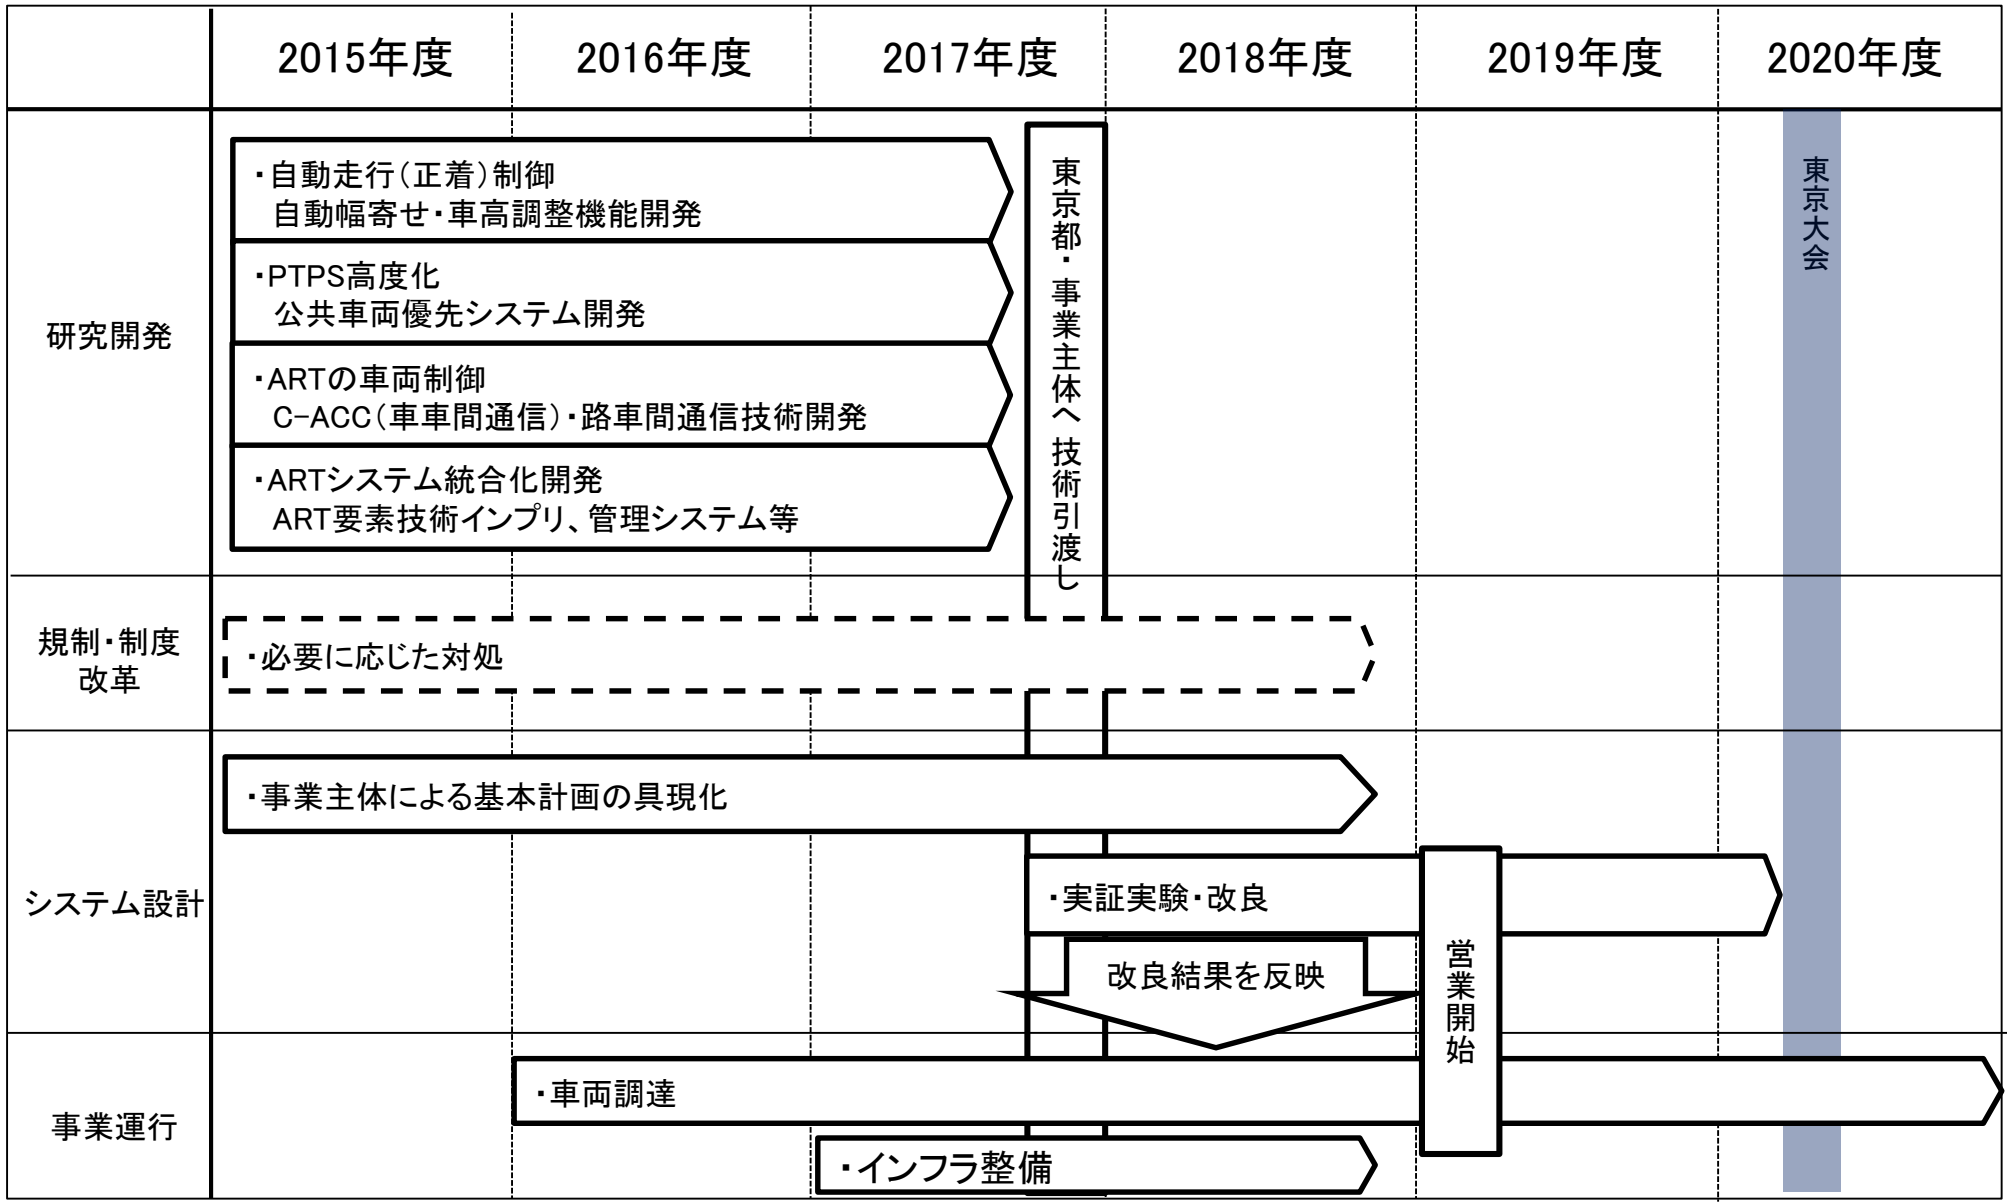 2015年度
2016年度
2017年度
2018年度
2019年度
2020年度
研究開発
・自動走行（正着）制御
自動幅寄せ・車高調整機能開発
・PTPS高度化
公共車両優先システム開発
・ARTの車両制御
C-ACC（車車間通信）・路車間通信技術開発
・ARTシステム統合化開発
ART要素技術インプリ、管理システム等
東京都・事業主体へ技術引渡し
東京大会
規制・制度
改革
・必要に応じた対処
システム設計
・事業主体による基本計画の具現化
・実証実験・改良
改良結果を反映
営業開始
事業運行
・車両調達
・インフラ整備